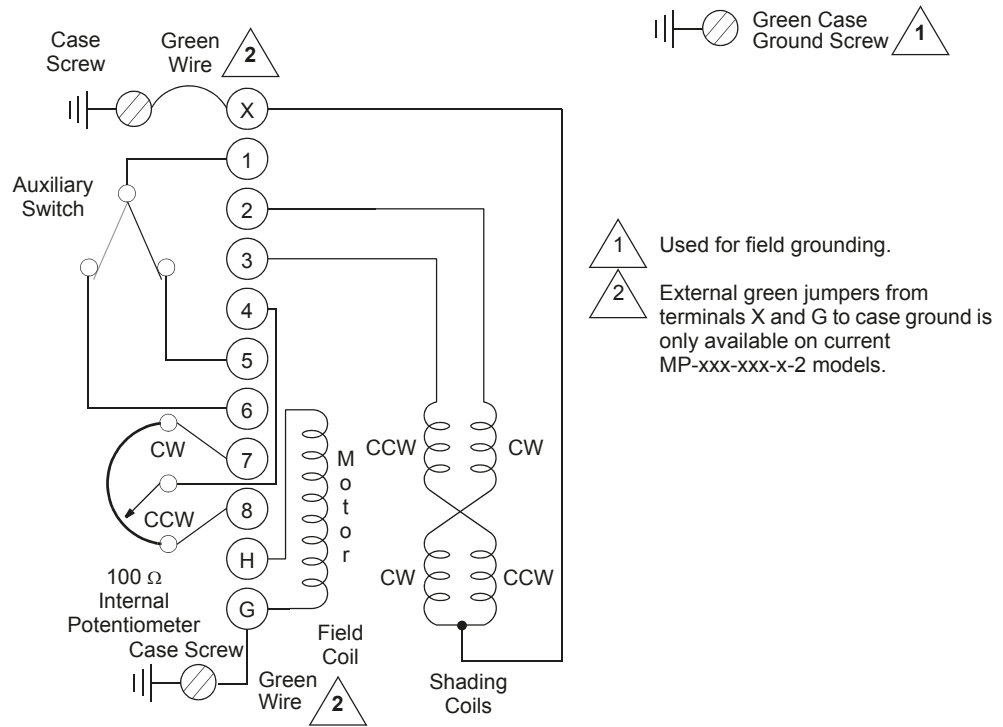 Case
Screw
Green
Wire
2
Green Case
Ground Screw
1
X
1
Auxiliary
Switch
2
3
4
5
6
7
8
H
G
CW
CCW
100 Ω
Internal
Potentiometer
Case Screw
Green
Wire
2
M
o
t
o
r
Field
Coil
CCW
CW
CW
CCW
Shading
Coils
1
Used for field grounding.
2
External green jumpers from
terminals X and G to case ground is
only available on current
MP-xxx-xxx-x-2 models.